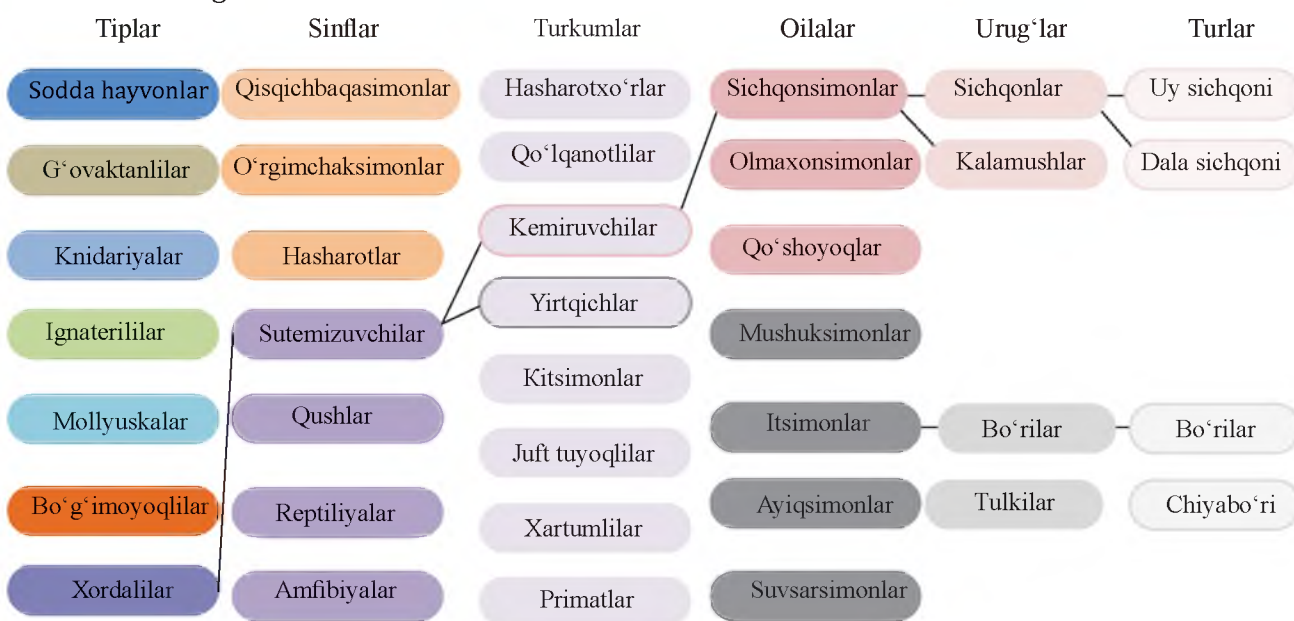 Tiplar Sinflar Turkumlar Oilalar Urug‘lar Turlar
Sodda hayvonlar Qisqichbaqasimonlar Hasharotxo‘rlar Sichqonsimonlar Sichqonlar Uy sichqoni
G‘ovaktanlilar O‘rgimchaksimonlar Qo‘lqanotlilar Olmaxonsimonlar Kalamushlar Dala sichqoni
Knidariyalar Hasharotlar Kemiruvchilar Qo‘shoyoqlar
Ignaterililar Sutemizuvchilar Yirtqichlar Mushuksimonlar
Mollyuskalar Qushlar Kitsimonlar Itsimonlar Bo‘rilar Bo‘rilar
Bo‘g‘imoyoqlilar Reptiliyalar Juft tuyoqlilar Ayiqsimonlar Tulkilar Chiyabo‘ri
Xordalilar Amfibiyalar Xartumlilar Suvsarsimonlar
Primatlar